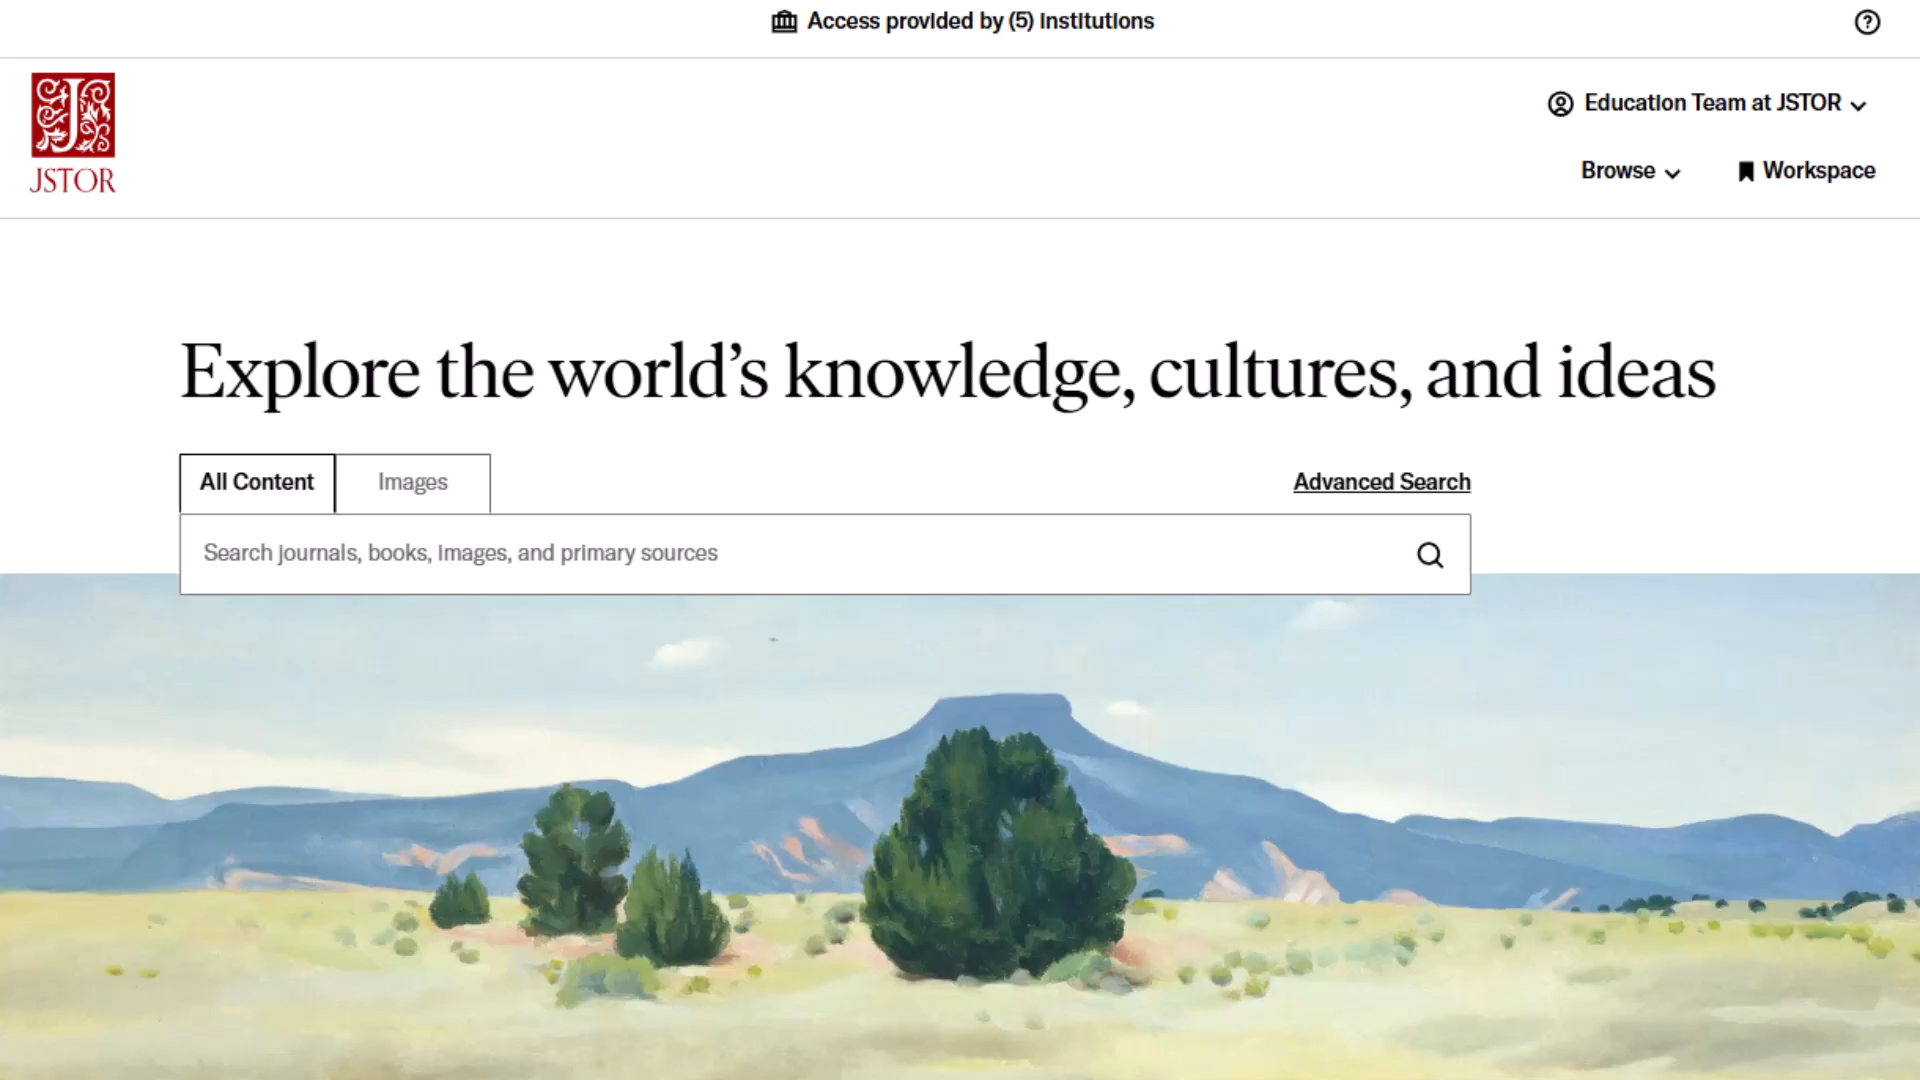 Access provided by (5) institutions
JSTOR
Education Team at JSTOR
Browse
Workspace
Explore the world’s knowledge, cultures, and ideas
All Content
Images
Advanced Search
Search journals, books, images, and primary sources